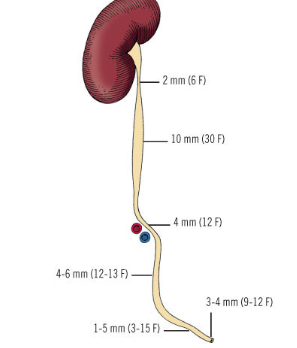 2 mm (6 F)
10 mm (30 F)
4 mm (12 F)
4-6 mm (12-13 F)
3-4 mm (9-12 F)
1-5 mm (3-15 F)